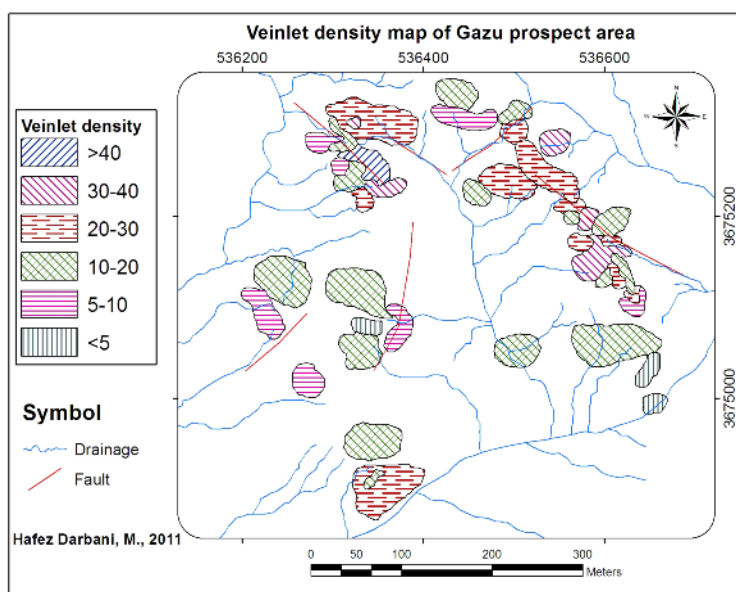 Veinlet density map of Gazu prospect area
536200 536400 536600
N
W E
S
Veinlet density
>40
30-40
20-30
10-20
5-10
<5
3675200
3675000
Symbol
Drainage
Fault
Hafez Darbani, M., 2011
0 50 100 200 300
Meters